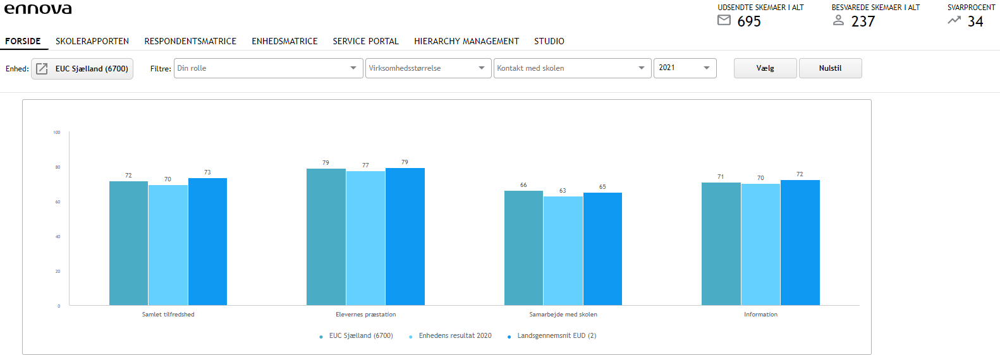 ennova
UDSENDTE SKEMAER I ALT
695
BESVAREDE SKEMAER I ALT
237
SVARPROCENT
34
FORSIDE SKOLERAPPORTEN RESPONDENTSMATRICE ENHEDSMATRICE SERVICE PORTAL HIERARCHY MANAGEMENT STUDIO
Enhed: EUC Sjælland (6700) Filtre: Din rolle Virksomhedsstørrelse Kontakt med skolen 2021 Vælg Nulstil
100
80
60
40
20
0
72 70 73
79 77 79
66 63 65
71 70 72
Samlet tilfredshed Elevernes præstation Samarbejde med skolen Information
EUC Sjælland (6700) Enhedens resultat 2020 Landsgennemsnit EUD (2)